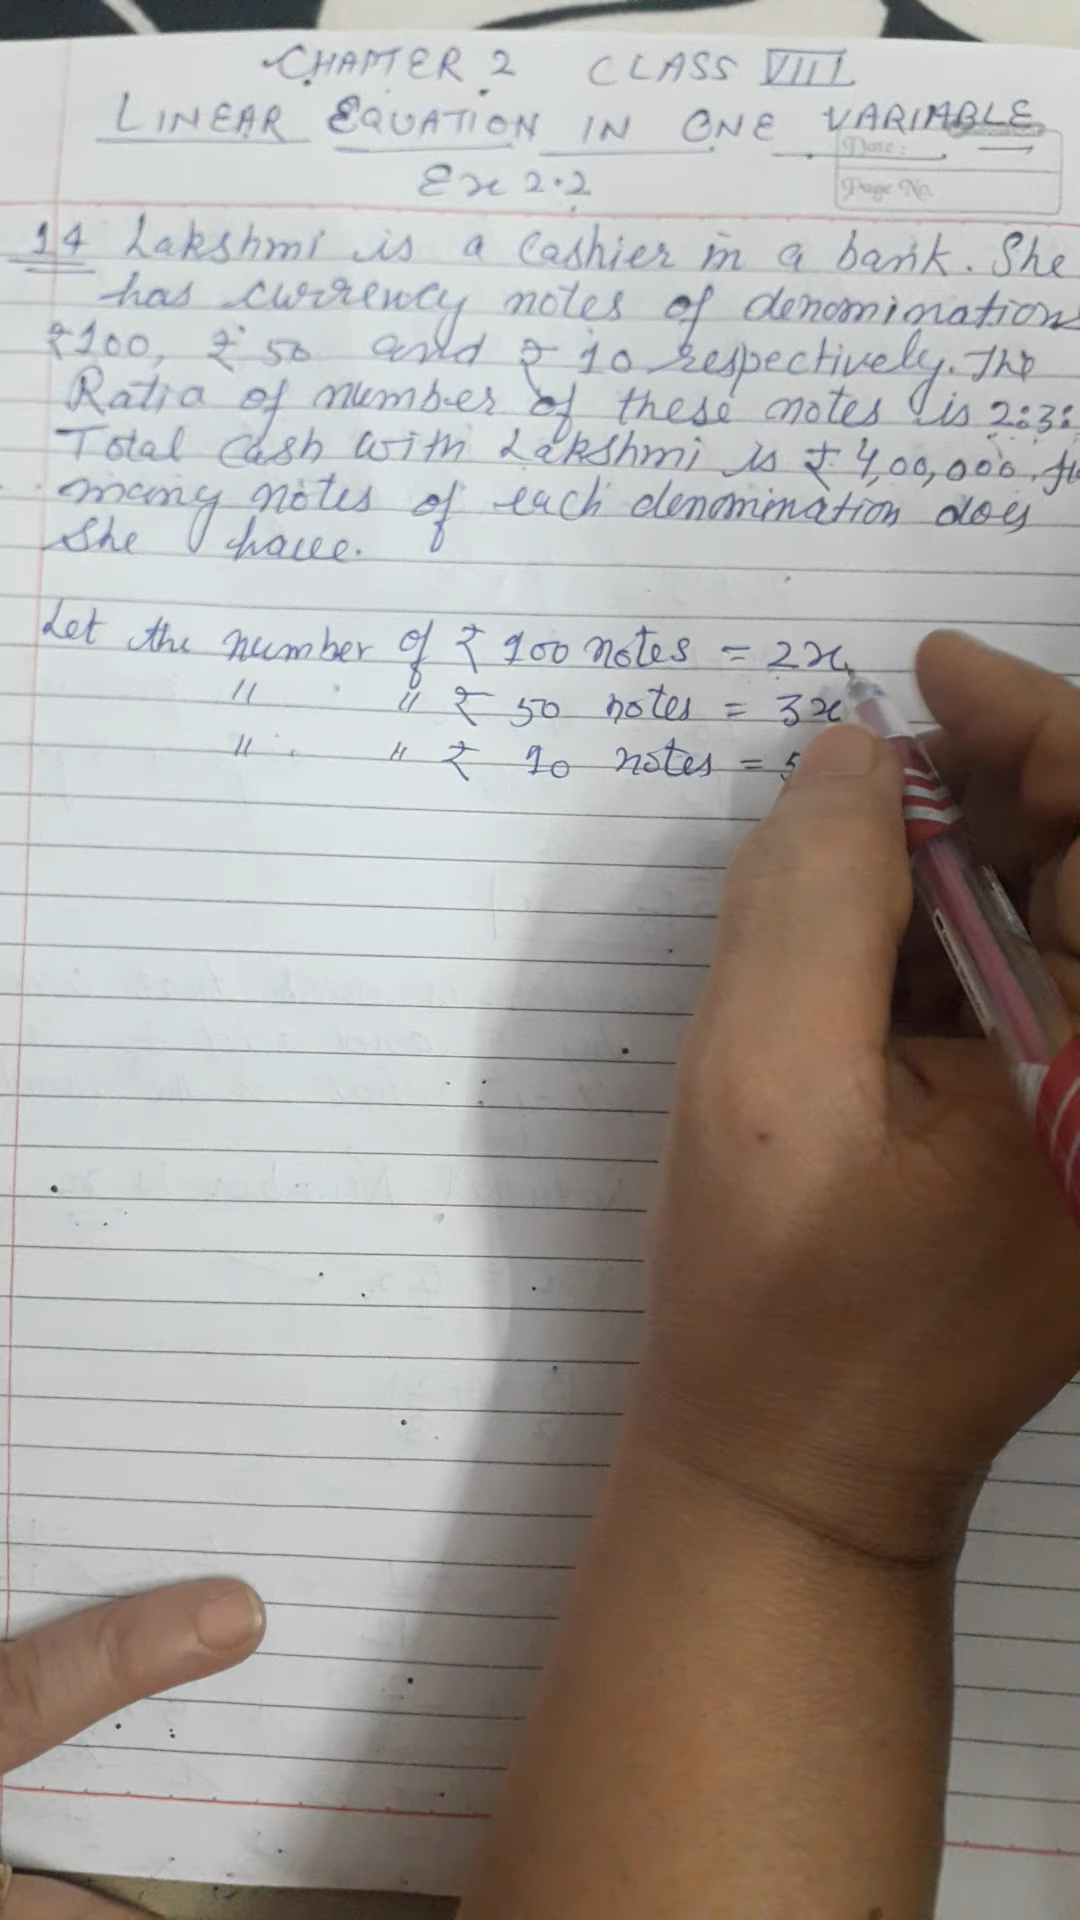 CHAPTER 2 CLASS VIII
LINEAR EQUATION IN ONE VARIABLE
Date :
Ex 2.2
Page No.
14 Lakshmi is a Cashier in a bank. She
has currency notes of denominations
₹100, ₹ 50 and ₹ 10 respectively. The
Ratio of number of these notes is 2:3:
Total Cash with Lakshmi is ₹ 4,00,000.
many notes of each denomination does
She have.
Let the number of ₹ 100 notes = 2x
" " ₹ 50 notes = 3x
" " ₹ 10 notes = 5